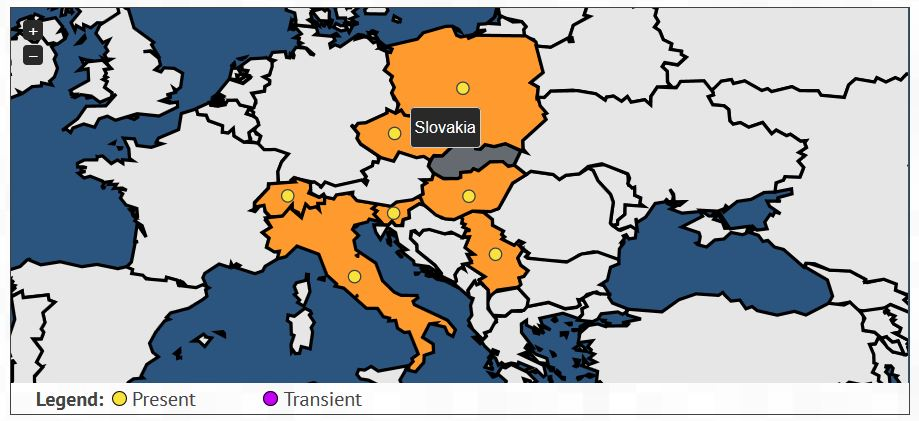 +
−
Slovakia
Legend: Present Transient